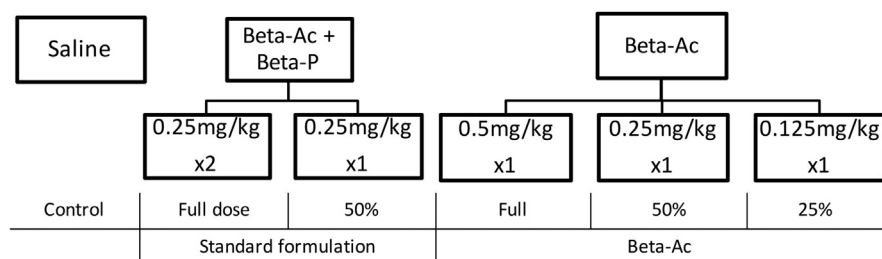 Saline
Beta-Ac +
Beta-P
Beta-Ac
0.25mg/kg
x2
0.25mg/kg
x1
0.5mg/kg
x1
0.25mg/kg
x1
0.125mg/kg
x1
Control Full dose 50% Full 50% 25%
Standard formulation Beta-Ac